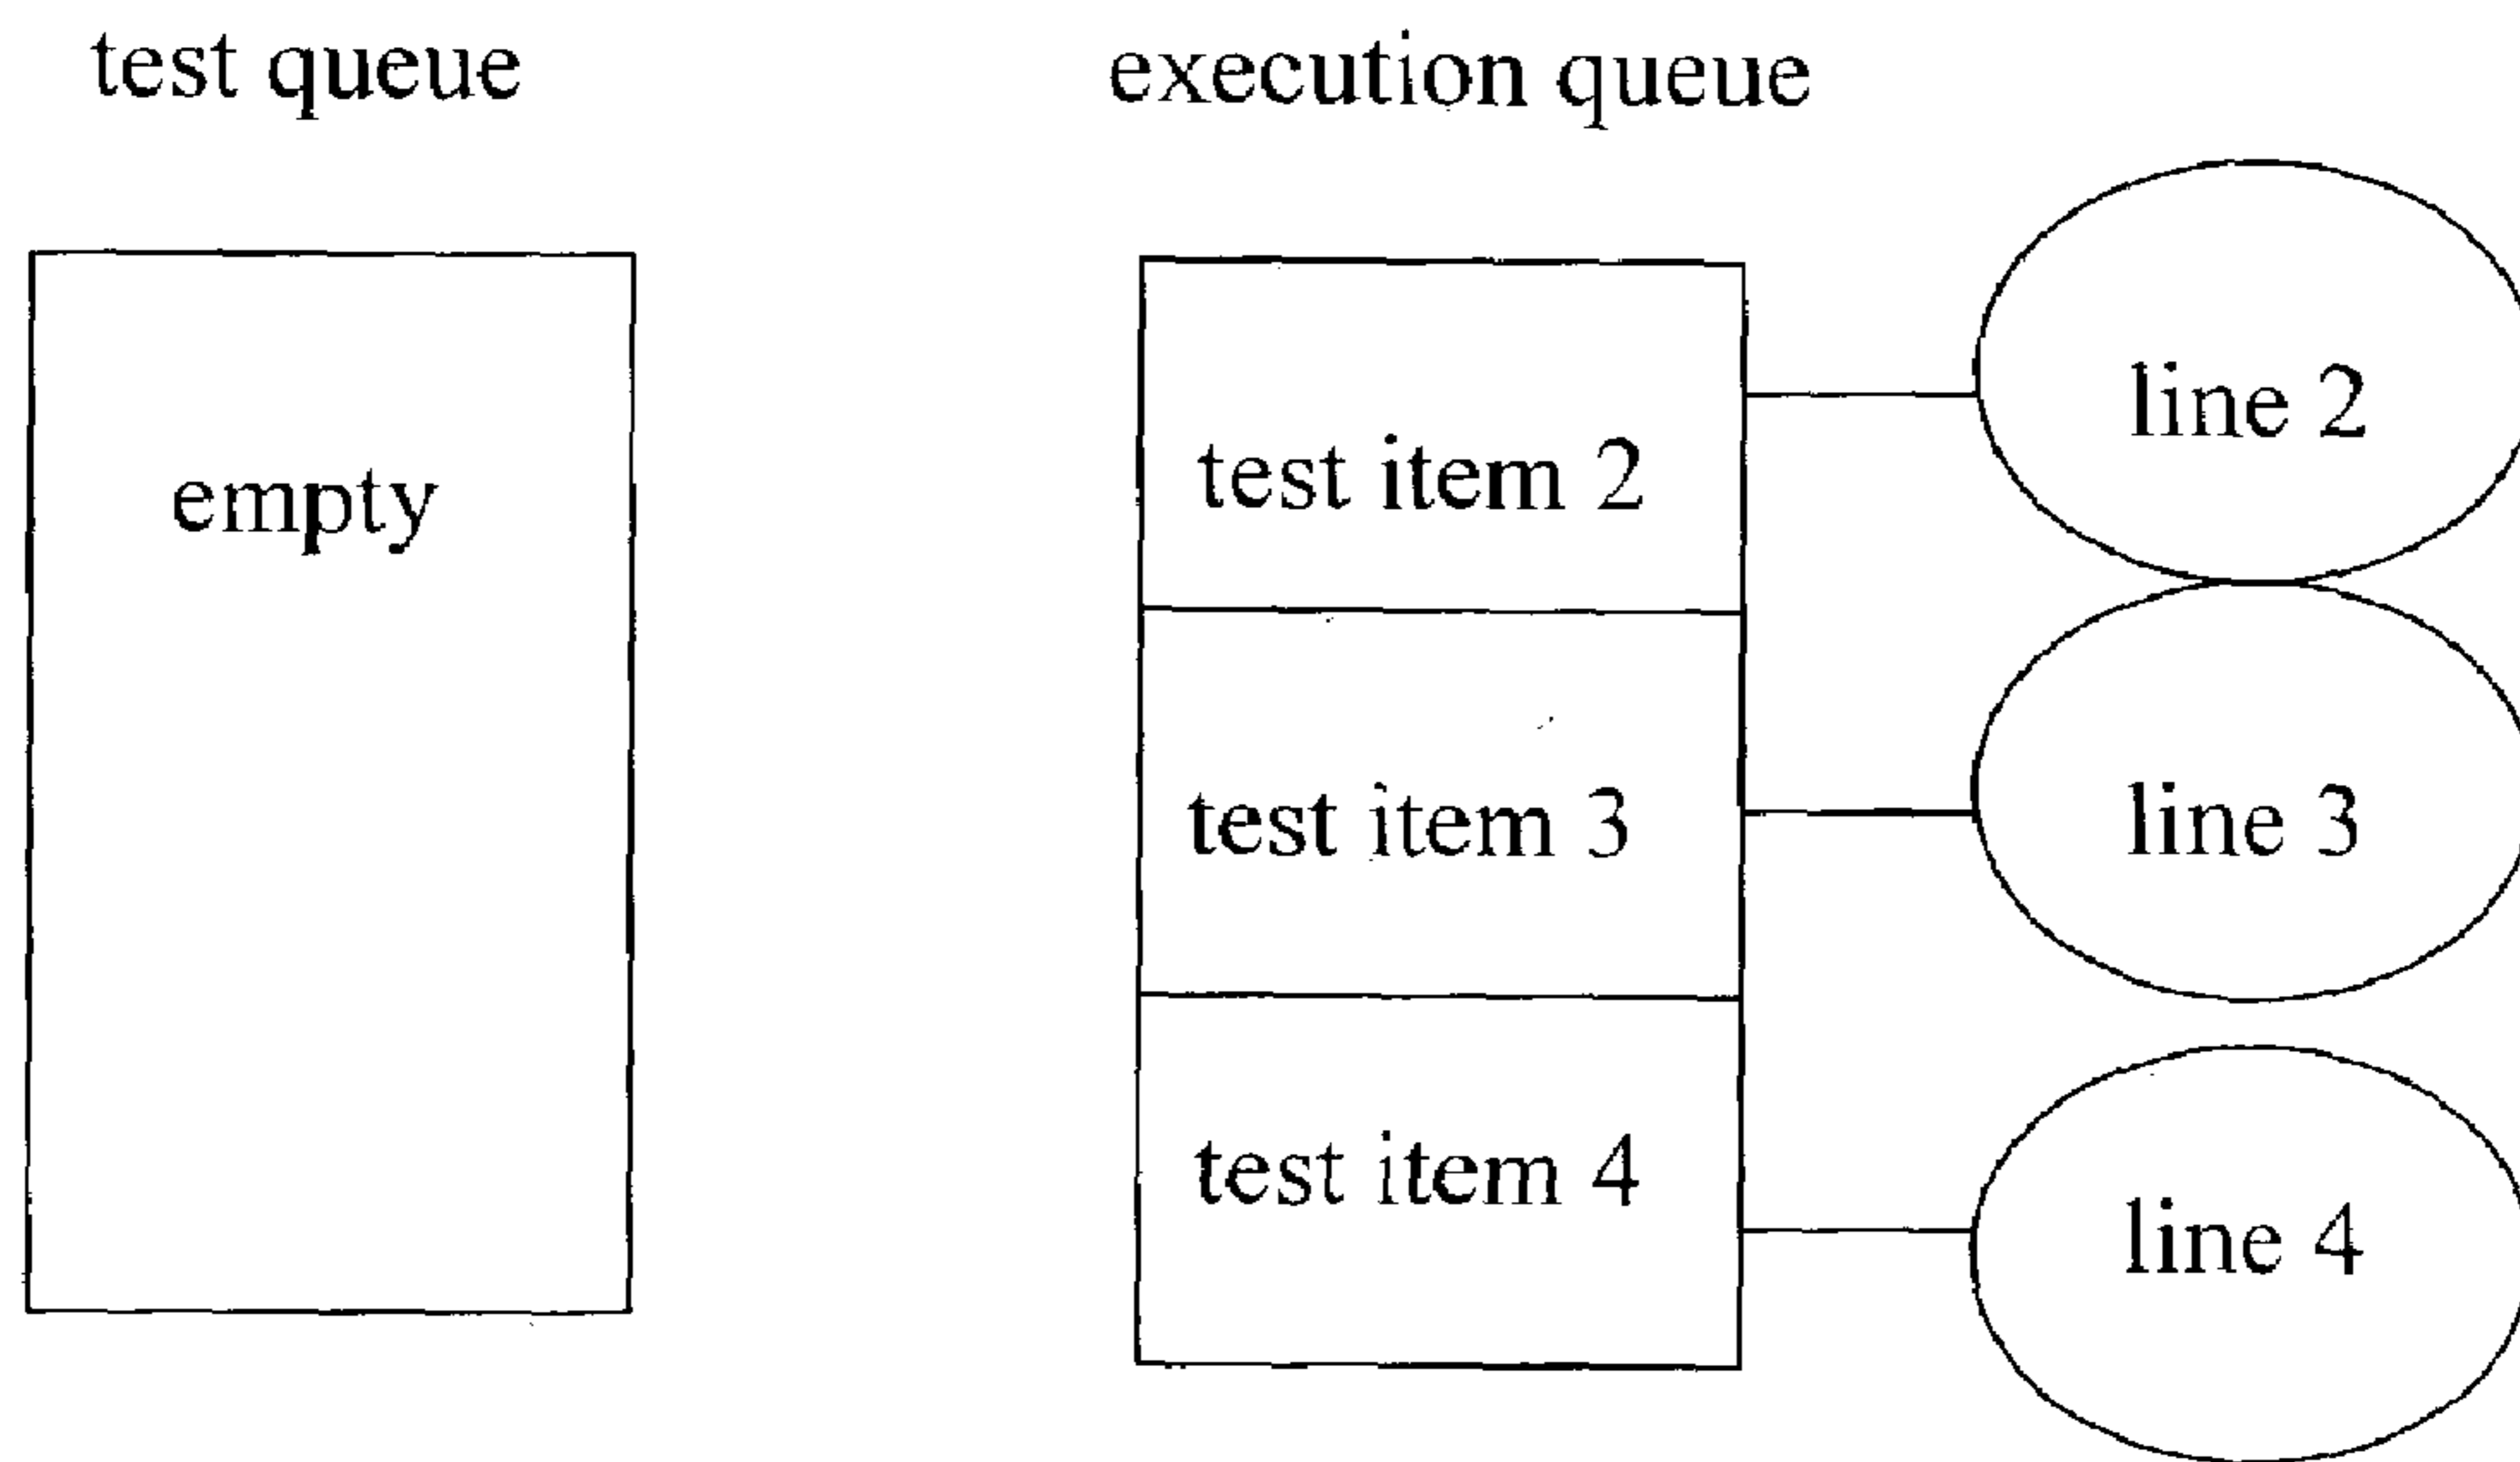 test queue
execution queue
empty
test item 2
line 2
test item 3
line 3
test item 4
line 4